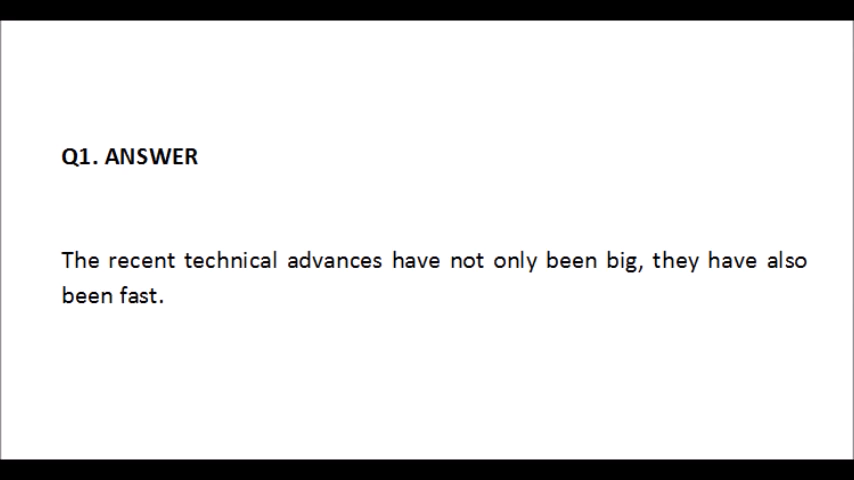 Q1. ANSWER
The recent technical advances have not only been big, they have also
been fast.